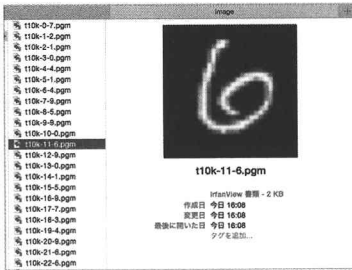 image
t10k-0-7.pgm
t10k-1-2.pgm
t10k-2-1.pgm
t10k-3-0.pgm
t10k-4-4.pgm
t10k-5-1.pgm
t10k-6-4.pgm
t10k-7-9.pgm
t10k-8-5.pgm
t10k-9-9.pgm
t10k-10-0.pgm
t10k-11-6.pgm
t10k-12-9.pgm
t10k-13-0.pgm
t10k-14-1.pgm
t10k-15-5.pgm
t10k-16-9.pgm
t10k-17-7.pgm
t10k-18-3.pgm
t10k-19-4.pgm
t10k-20-9.pgm
t10k-21-6.pgm
t10k-22-6.pgm
6
t10k-11-6.pgm
IrfanView 書類 - 2 KB
作成日 今日 16:08
変更日 今日 16:08
最後に開いた日 今日 16:08
タグを追加...